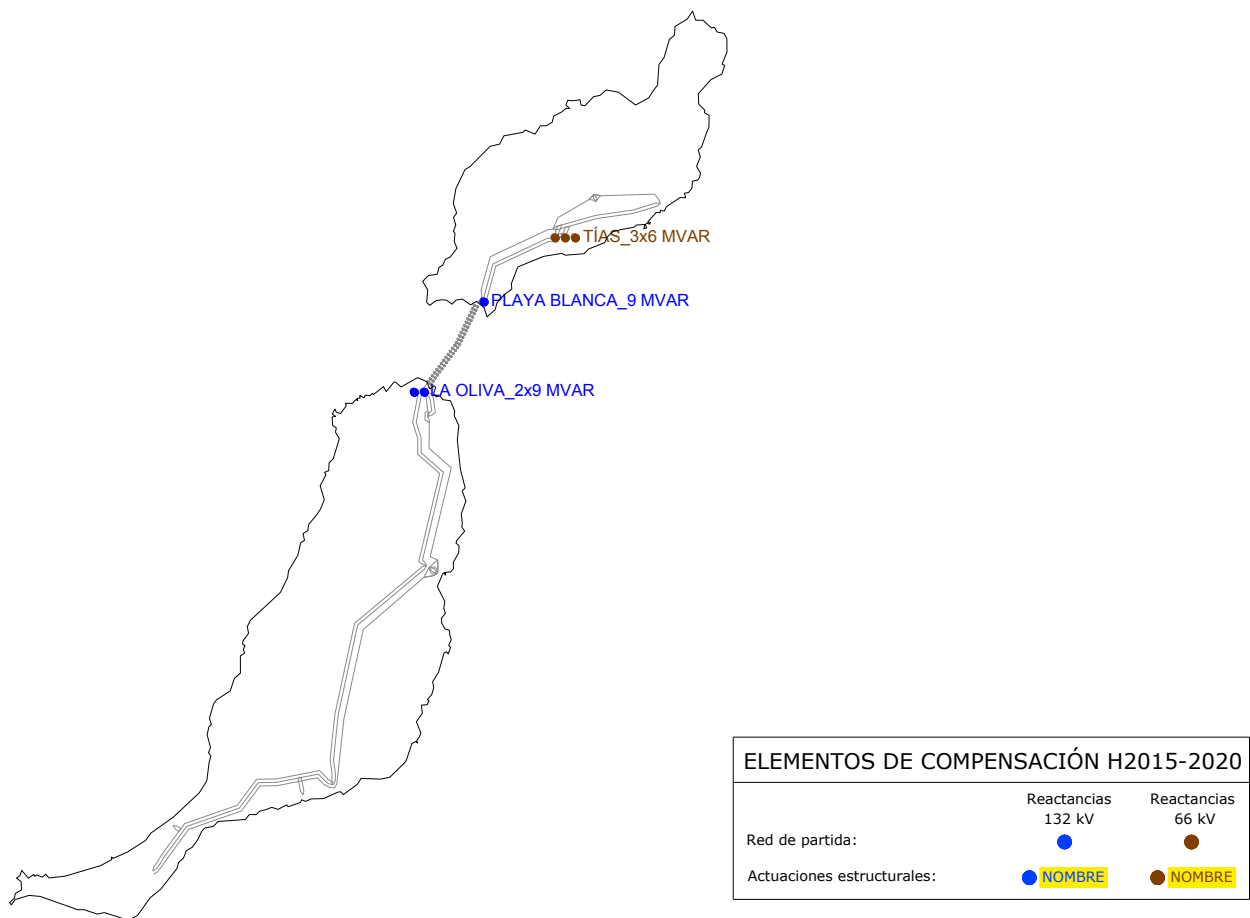 TÍAS_3x6 MVAR
PLAYA BLANCA_9 MVAR
LA OLIVA_2x9 MVAR
ELEMENTOS DE COMPENSACIÓN H2015-2020
Reactancias Reactancias
132 kV 66 kV
Red de partida:
Actuaciones estructurales: NOMBRE NOMBRE